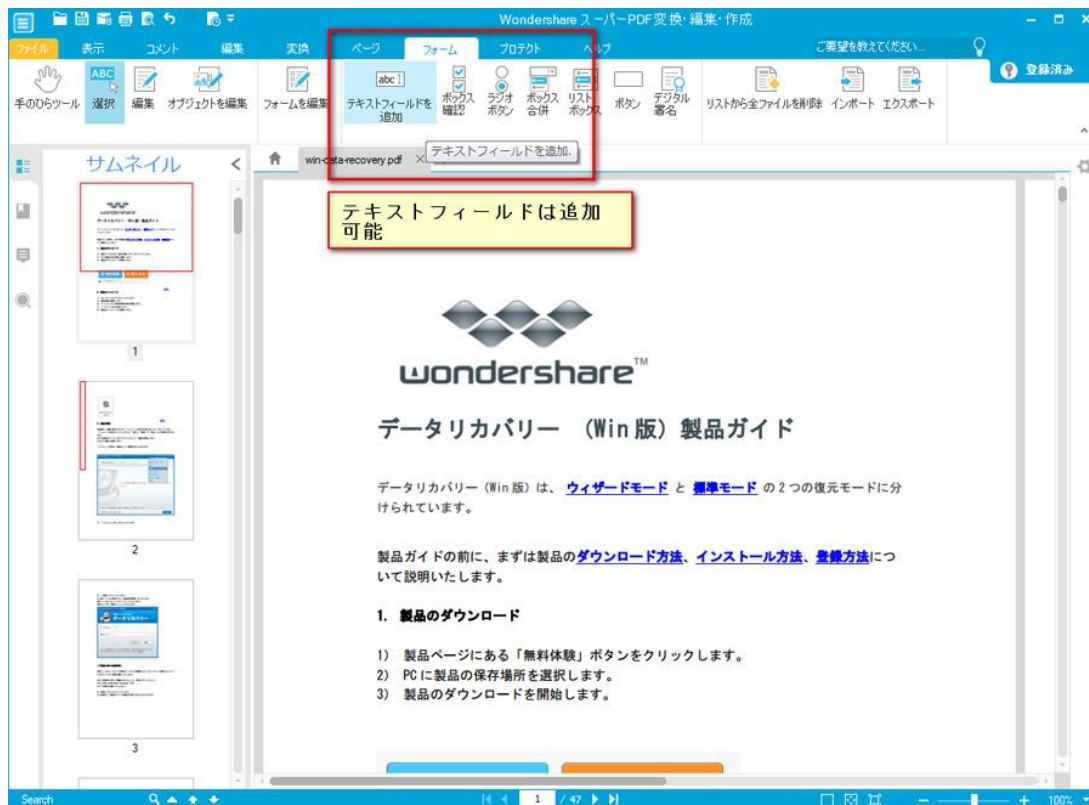 Wondershare スーパーPDF変換・編集・作成
ファイル 表示 コメント 編集 変換 ページ フォーム プロテクト ヘルプ ご要望を教えてください...
登録済み
手のひらツール 選択 編集 オブジェクトを編集 フォームを編集 テキストフィールドを追加 ボックス確認 ラジオボタン ボックス合併 リストボックス ボタン デジタル署名 リストから全ファイルを削除 インポート エクスポート
テキストフィールドを追加.
サムネイル
win-data-recovery.pdf
テキストフィールドは追加
可能
wondershare™
データリカバリー （Win版）製品ガイド
データリカバリー（Win版）は、 ウィザードモード と 標準モード の2つの復元モードに分
けられています。
製品ガイドの前に、まずは製品のダウンロード方法、インストール方法、登録方法につ
いて説明いたします。
1. 製品のダウンロード
1) 製品ページにある「無料体験」ボタンをクリックします。
2) PCに製品の保存場所を選択します。
3) 製品のダウンロードを開始します。
1
2
3
Search
1 / 47
100%